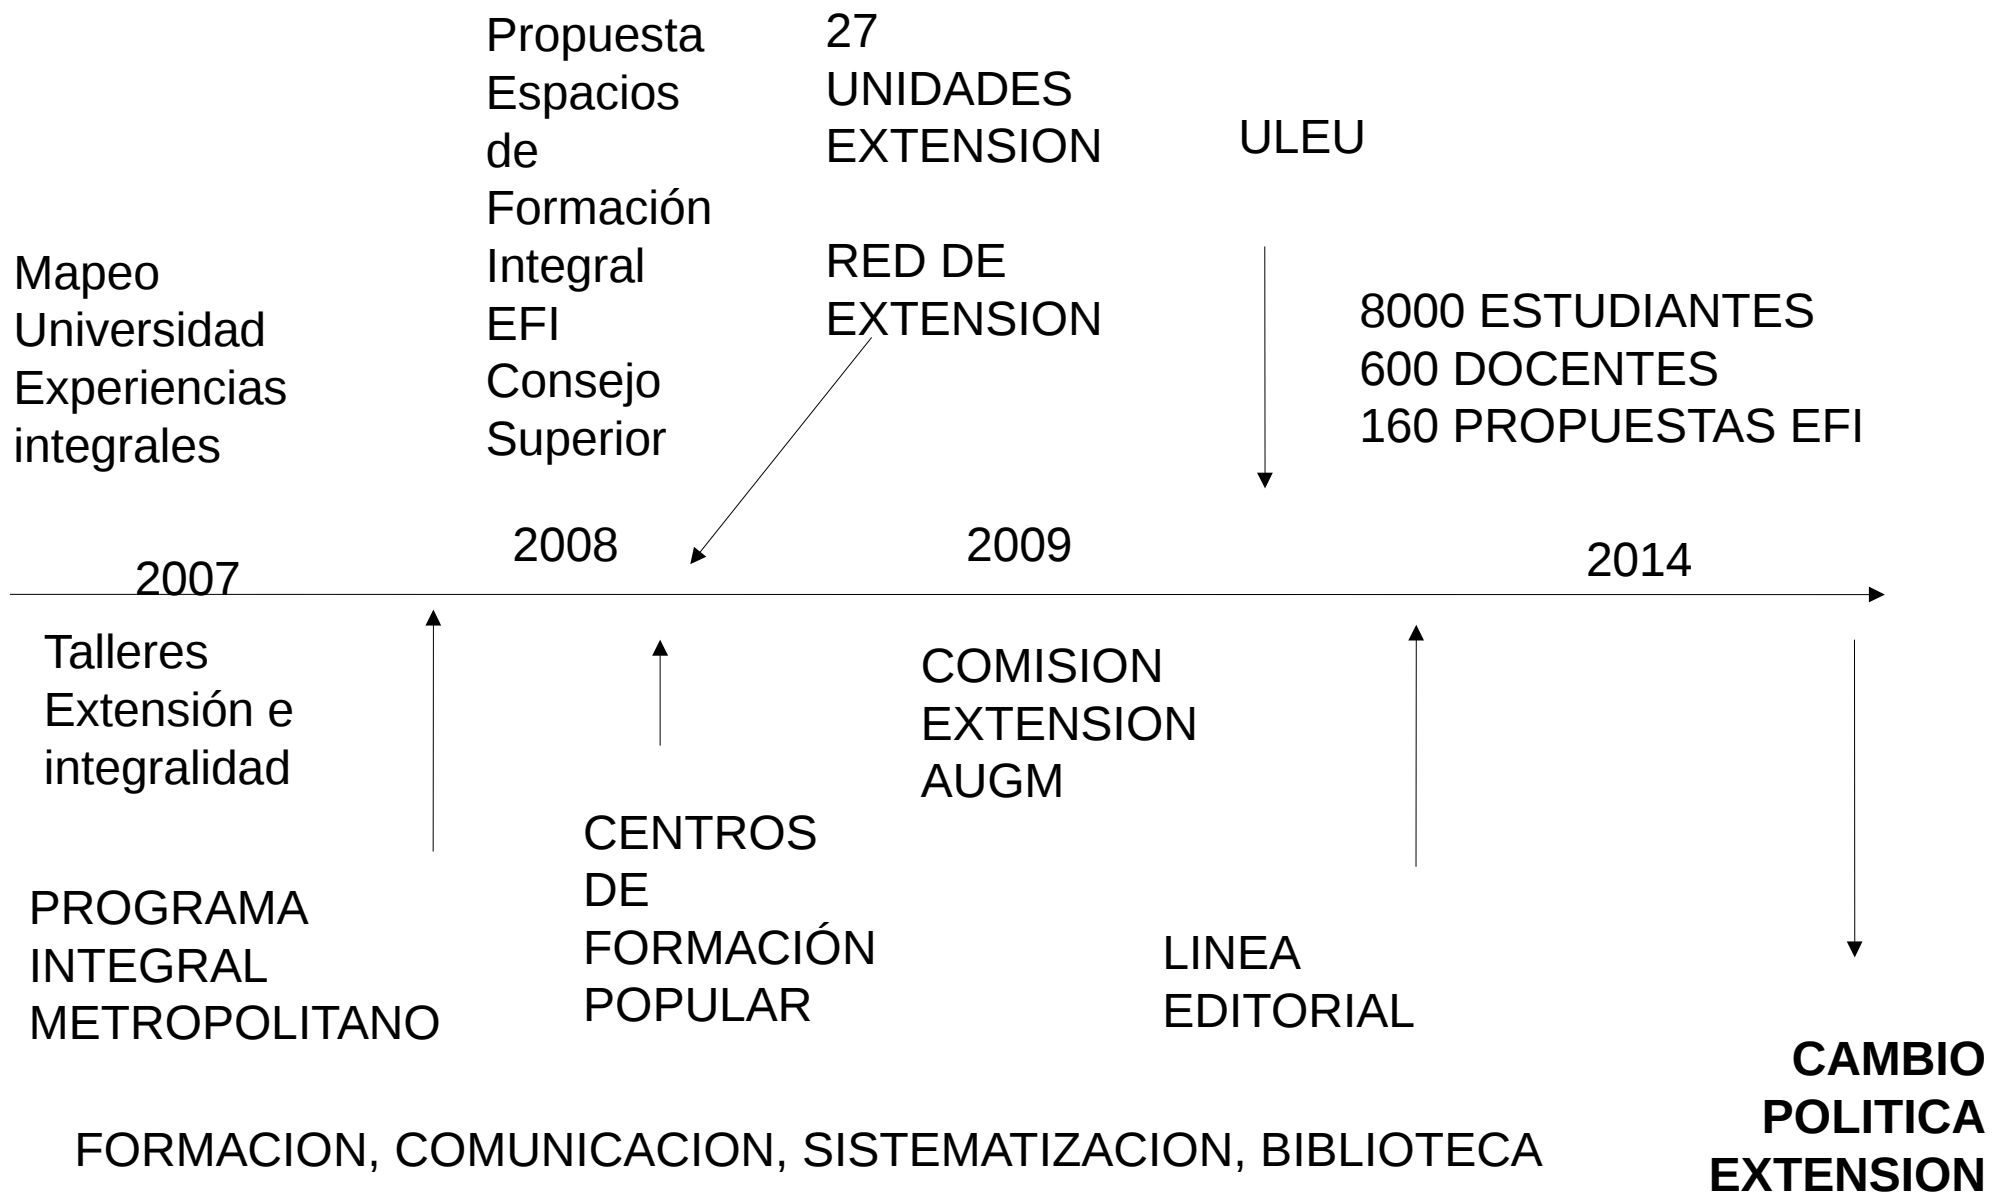 Propuesta
Espacios
de
Formación
Integral
EFI
Consejo
Superior
27
UNIDADES
EXTENSION
RED DE
EXTENSION
ULEU
Mapeo
Universidad
Experiencias
integrales
8000 ESTUDIANTES
600 DOCENTES
160 PROPUESTAS EFI
2007
2008
2009
2014
Talleres
Extensión e
integralidad
COMISION
EXTENSION
AUGM
PROGRAMA
INTEGRAL
METROPOLITANO
CENTROS
DE
FORMACIÓN
POPULAR
LINEA
EDITORIAL
CAMBIO
POLITICA
EXTENSION
FORMACION, COMUNICACION, SISTEMATIZACION, BIBLIOTECA